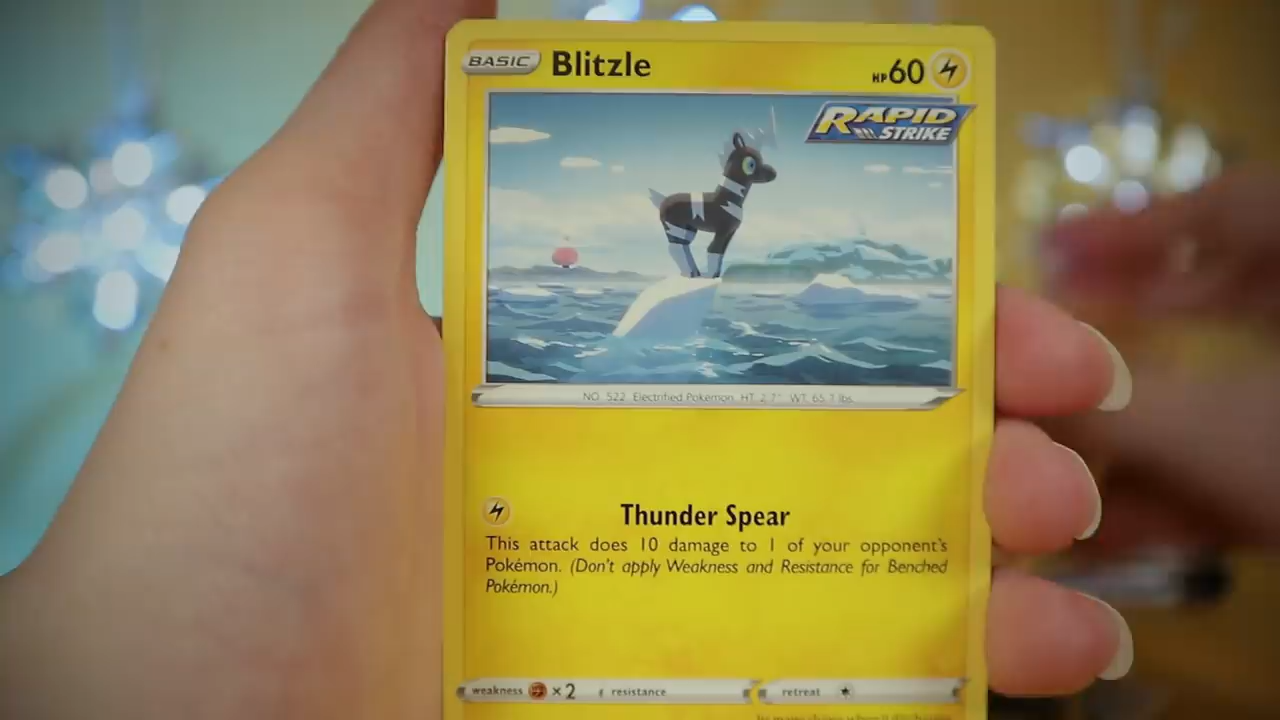 BASIC Blitzle HP 60
RAPID
STRIKE
NO. 522 Electrified Pokémon HT 2'7" WT 65.7 lbs.
Thunder Spear
This attack does 10 damage to 1 of your opponent's
Pokémon. (Don't apply Weakness and Resistance for Benched
Pokémon.)
weakness ×2 resistance retreat